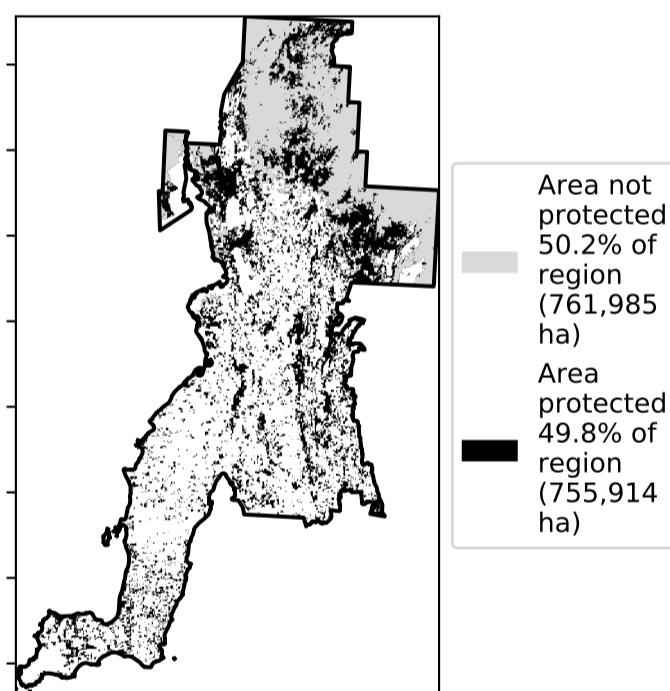 Area not
protected
50.2% of
region
(761,985
ha)
Area
protected
49.8% of
region
(755,914
ha)